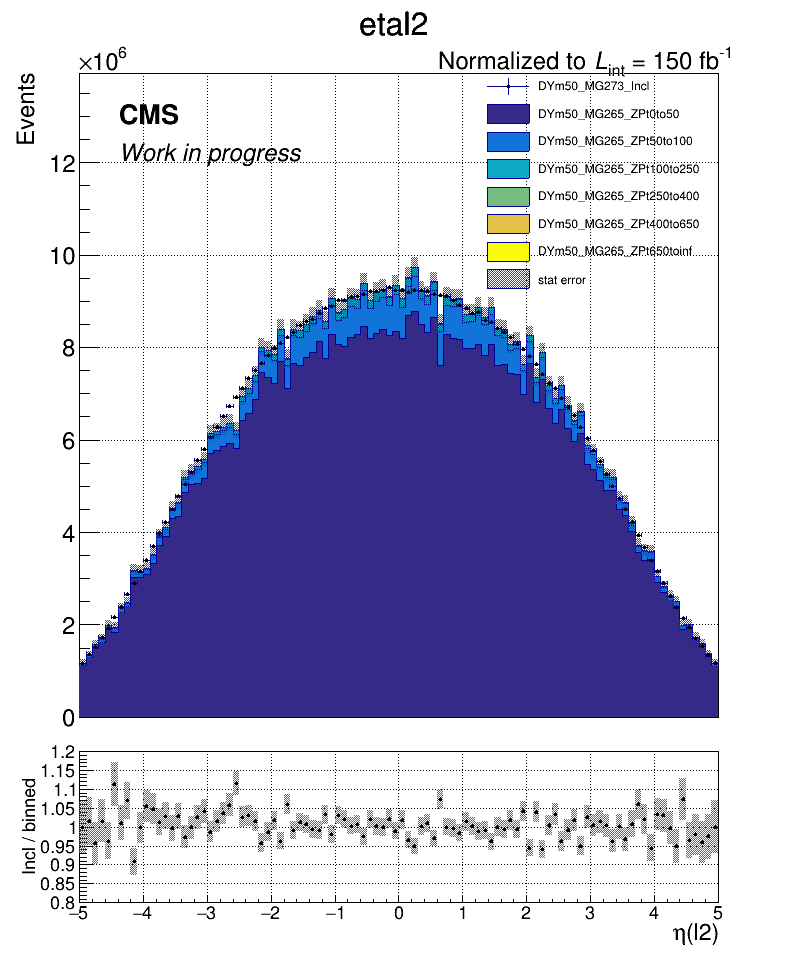 etal2
×10⁶
Normalized to L_int = 150 fb⁻¹
Events
CMS
Work in progress
DYm50_MG273_Incl
DYm50_MG265_ZPt0to50
DYm50_MG265_ZPt50to100
DYm50_MG265_ZPt100to250
DYm50_MG265_ZPt250to400
DYm50_MG265_ZPt400to650
DYm50_MG265_ZPt650toinf
stat error
12
10
8
6
4
2
0
Incl / binned
1.2
1.15
1.1
1.05
1
0.95
0.9
0.85
0.8
−5 −4 −3 −2 −1 0 1 2 3 4 5
η(l2)